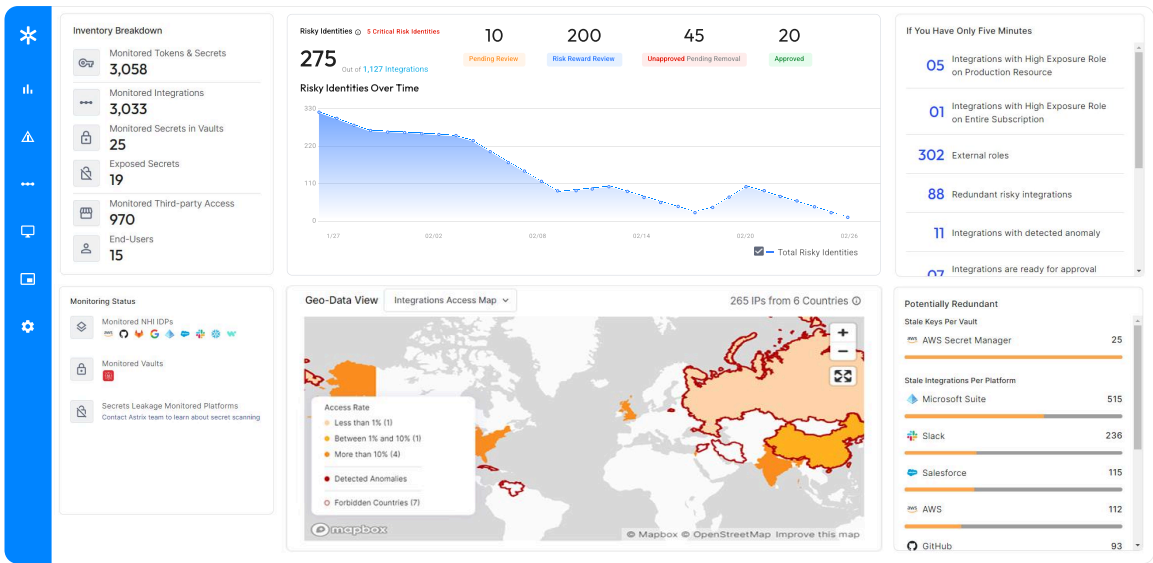 Inventory Breakdown
Monitored Tokens & Secrets
3,058
Monitored Integrations
3,033
Monitored Secrets in Vaults
25
Exposed Secrets
19
Monitored Third-party Access
970
End-Users
15
Risky Identities 5 Critical Risk Identities
275 Out of 1,127 Integrations
10
Pending Review
200
Risk Reward Review
45
Unapproved Pending Removal
20
Approved
Risky Identities Over Time
330
220
110
0
1/27 02/02 02/08 02/14 02/20 02/26
Total Risky Identities
If You Have Only Five Minutes
05 Integrations with High Exposure Role
on Production Resource
01 Integrations with High Exposure Role
on Entire Subscription
302 External roles
88 Redundant risky integrations
11 Integrations with detected anomaly
07 Integrations are ready for approval
Monitoring Status
Monitored NHI IDPs
aws
Monitored Vaults
Secrets Leakage Monitored Platforms
Contact Astrix team to learn about secret scanning
Geo-Data View Integrations Access Map 265 IPs from 6 Countries
+
−
Access Rate
Less than 1% (1)
Between 1% and 10% (1)
More than 10% (4)
Detected Anomalies
Forbidden Countries (7)
mapbox
© Mapbox © OpenStreetMap Improve this map
Potentially Redundant
Stale Keys Per Vault
aws AWS Secret Manager 25
Stale Integrations Per Platform
Microsoft Suite 515
Slack 236
Salesforce 115
aws AWS 112
GitHub 93